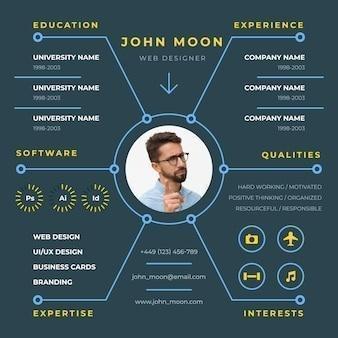 EDUCATION
JOHN MOON
WEB DESIGNER
EXPERIENCE
UNIVERSITY NAME
1998-2003
UNIVERSITY NAME
1998-2003
UNIVERSITY NAME
1998-2003
COMPANY NAME
1998-2003
COMPANY NAME
1998-2003
COMPANY NAME
1998-2003
SOFTWARE
Ps
Ai
Id
QUALITIES
HARD WORKING / MOTIVATED
POSITIVE THINKING / ORGANIZED
RESOURCEFUL / RESPONSIBLE
WEB DESIGN
UI/UX DESIGN
BUSINESS CARDS
BRANDING
EXPERTISE
+449 (123) 456-789
john_moon@email.com
www.john_moon.com
INTERESTS